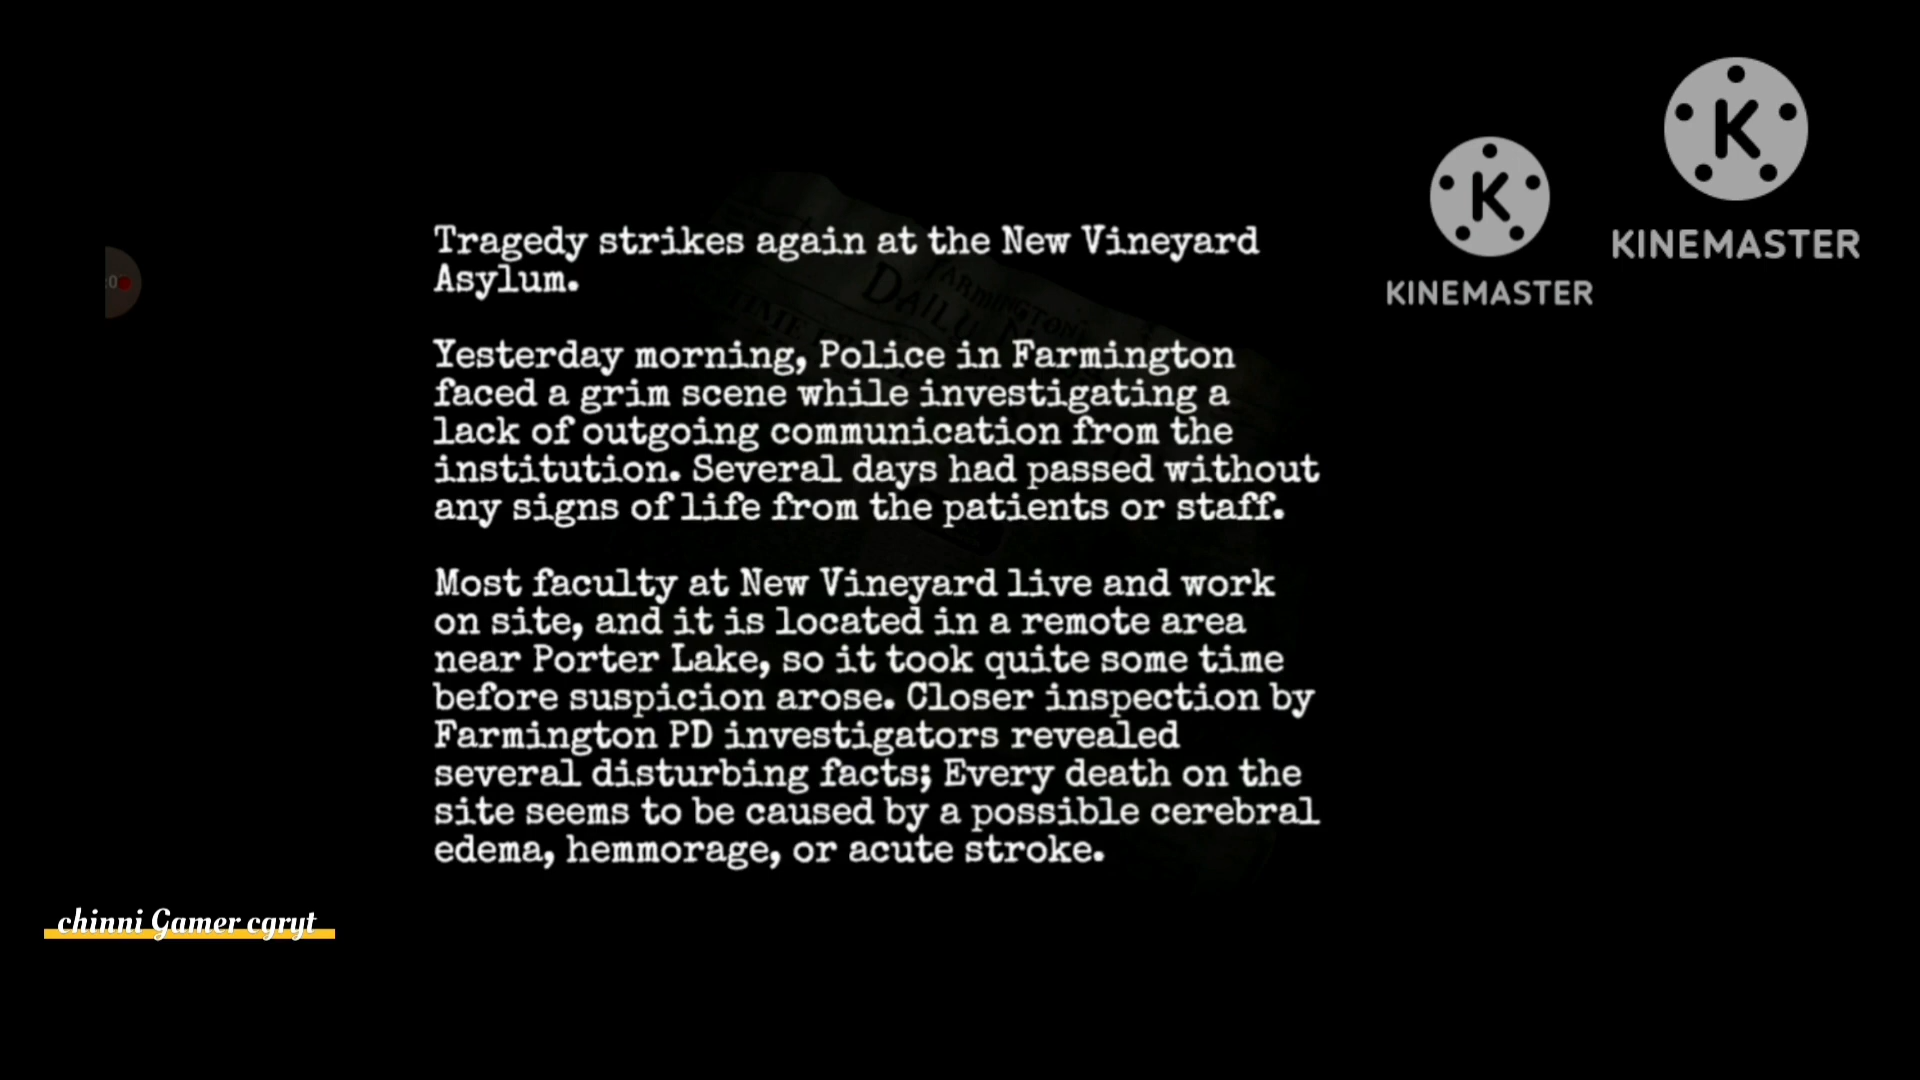 Tragedy strikes again at the New Vineyard
Asylum.
Yesterday morning, Police in Farmington
faced a grim scene while investigating a
lack of outgoing communication from the
institution. Several days had passed without
any signs of life from the patients or staff.
Most faculty at New Vineyard live and work
on site, and it is located in a remote area
near Porter Lake, so it took quite some time
before suspicion arose. Closer inspection by
Farmington PD investigators revealed
several disturbing facts; Every death on the
site seems to be caused by a possible cerebral
edema, hemmorage, or acute stroke.
K
KINEMASTER
K
KINEMASTER
chinni Gamer cgryt
FARMINGTON
DAILY
TIME